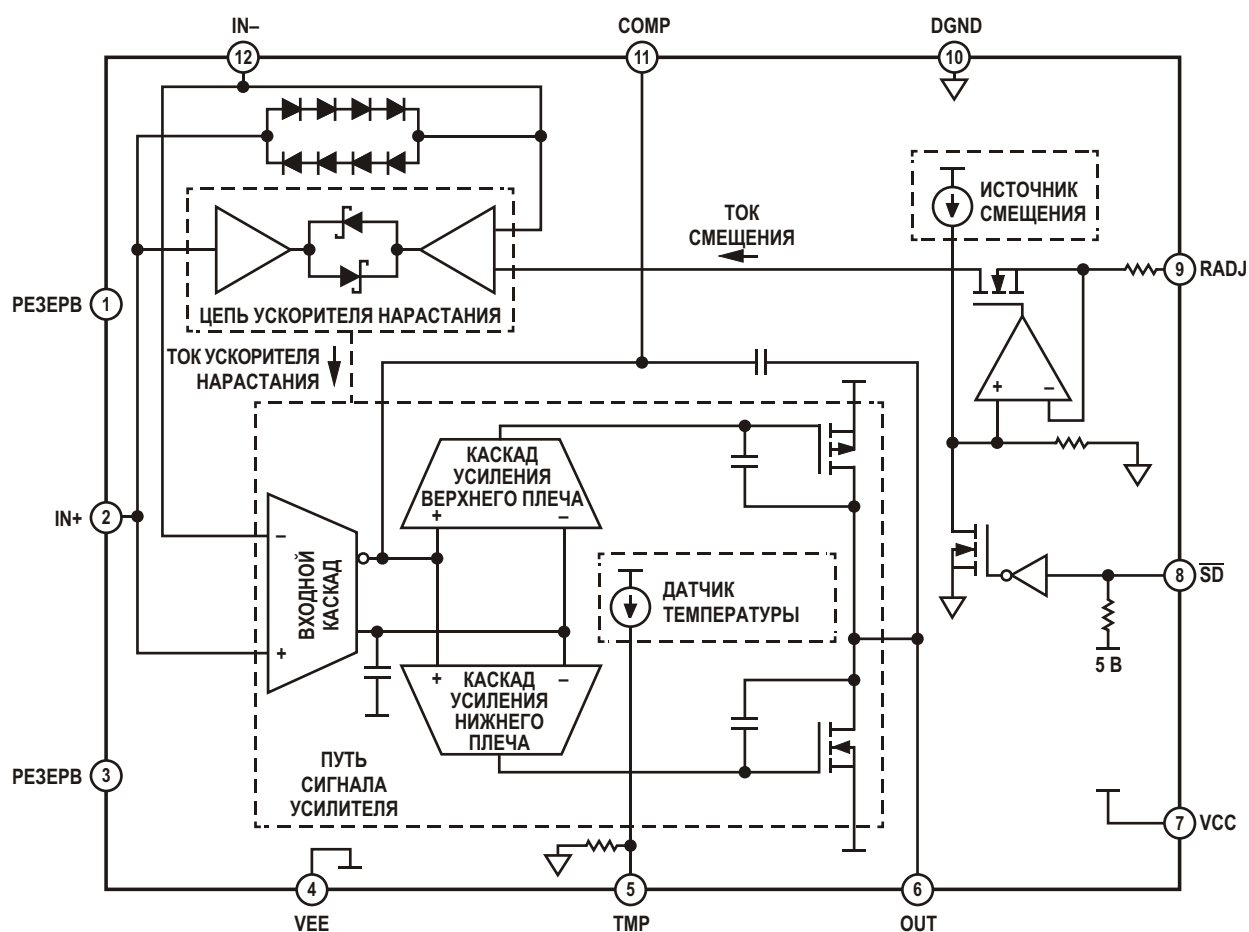 IN–
COMP
DGND
12
11
10
ИСТОЧНИК
СМЕЩЕНИЯ
ТОК
СМЕЩЕНИЯ
9
RADJ
РЕЗЕРВ
1
ЦЕПЬ УСКОРИТЕЛЯ НАРАСТАНИЯ
ТОК УСКОРИТЕЛЯ
НАРАСТАНИЯ
+
–
КАСКАД
УСИЛЕНИЯ
ВЕРХНЕГО ПЛЕЧА
+
–
IN+
2
–
ВХОДНОЙ
КАСКАД
+
ДАТЧИК
ТЕМПЕРАТУРЫ
8
SD
5 В
+
–
КАСКАД
УСИЛЕНИЯ
НИЖНЕГО
ПЛЕЧА
РЕЗЕРВ
3
ПУТЬ
СИГНАЛА
УСИЛИТЕЛЯ
7
VCC
4
5
6
VEE
TMP
OUT